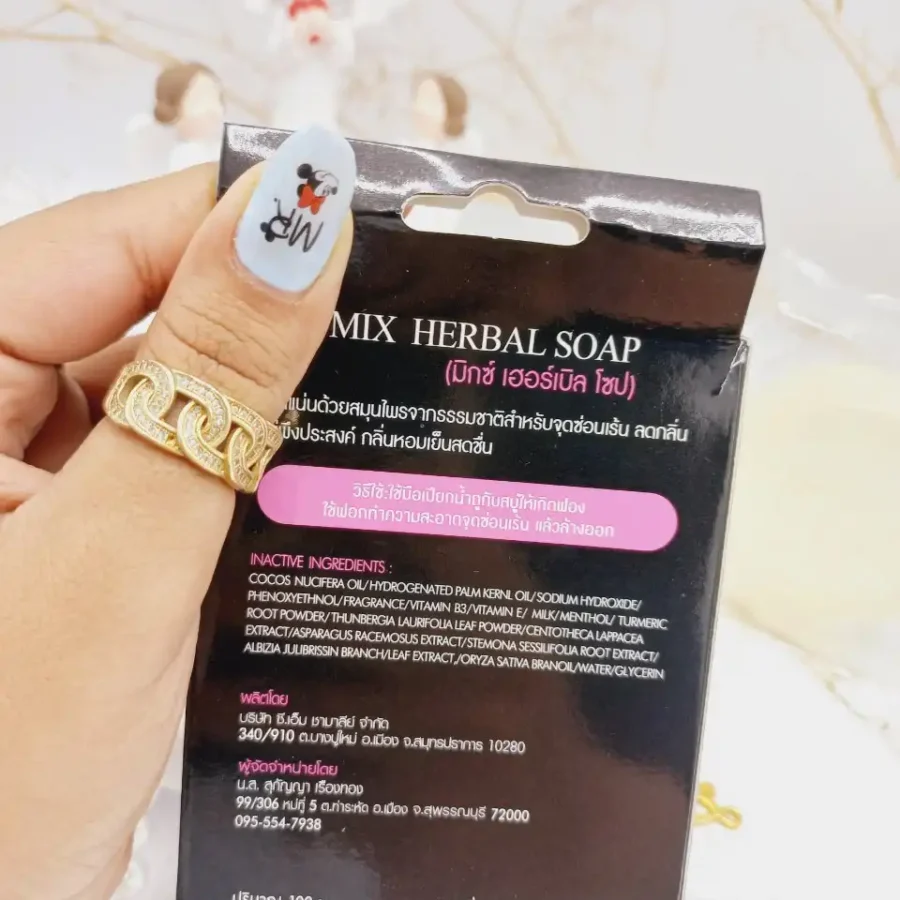 MP
MIX HERBAL SOAP
(มิกซ์ เฮอร์เบิล โซป)
แน่นด้วยสมุนไพรจากธรรมชาติสำหรับจุดซ่อนเร้น ลดกลิ่น
พึงประสงค์ กลิ่นหอมเย็นสดชื่น
วิธีใช้:ใช้มือเปียกน้ำถูกับสบู่ให้เกิดฟอง
ใช้ฟอกทำความสะอาดจุดซ่อนเร้น แล้วล้างออก
INACTIVE INGREDIENTS :
COCOS NUCIFERA OIL/HYDROGENATED PALM KERNL OIL/SODIUM HYDROXIDE/
PHENOXYETHNOL/FRAGRANCE/VITAMIN B3/VITAMIN E/ MILK/MENTHOL/ TURMERIC
ROOT POWDER/ THUNBERGIA LAURIFOLIA LEAF POWDER/CENTOTHECA LAPPACEA
EXTRACT/ASPARAGUS RACEMOSUS EXTRACT/STEMONA SESSILIFOLIA ROOT EXTRACT/
ALBIZIA JULIBRISSIN BRANCH/LEAF EXTRACT,/ORYZA SATIVA BRANOIL/WATER/GLYCERIN
ผลิตโดย
บริษัท ซี.เอ็ม ชามาลีย์ จำกัด
340/910 ต.บางปูใหม่ อ.เมือง จ.สมุทรปราการ 10280
ผู้จัดจำหน่ายโดย
น.ส. สุกัญญา เรืองทอง
99/306 หมู่ที่ 5 ต.ท่าระหัด อ.เมือง จ.สุพรรณบุรี 72000
095-554-7938
ปริมาณ 100